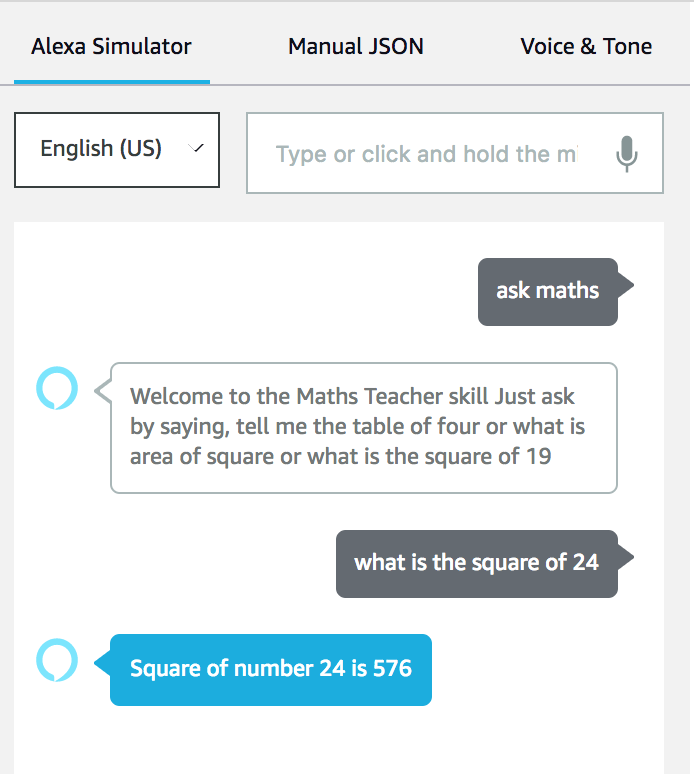 Alexa Simulator
Manual JSON
Voice & Tone
English (US)
Type or click and hold the m
ask maths
Welcome to the Maths Teacher skill Just ask
by saying, tell me the table of four or what is
area of square or what is the square of 19
what is the square of 24
Square of number 24 is 576